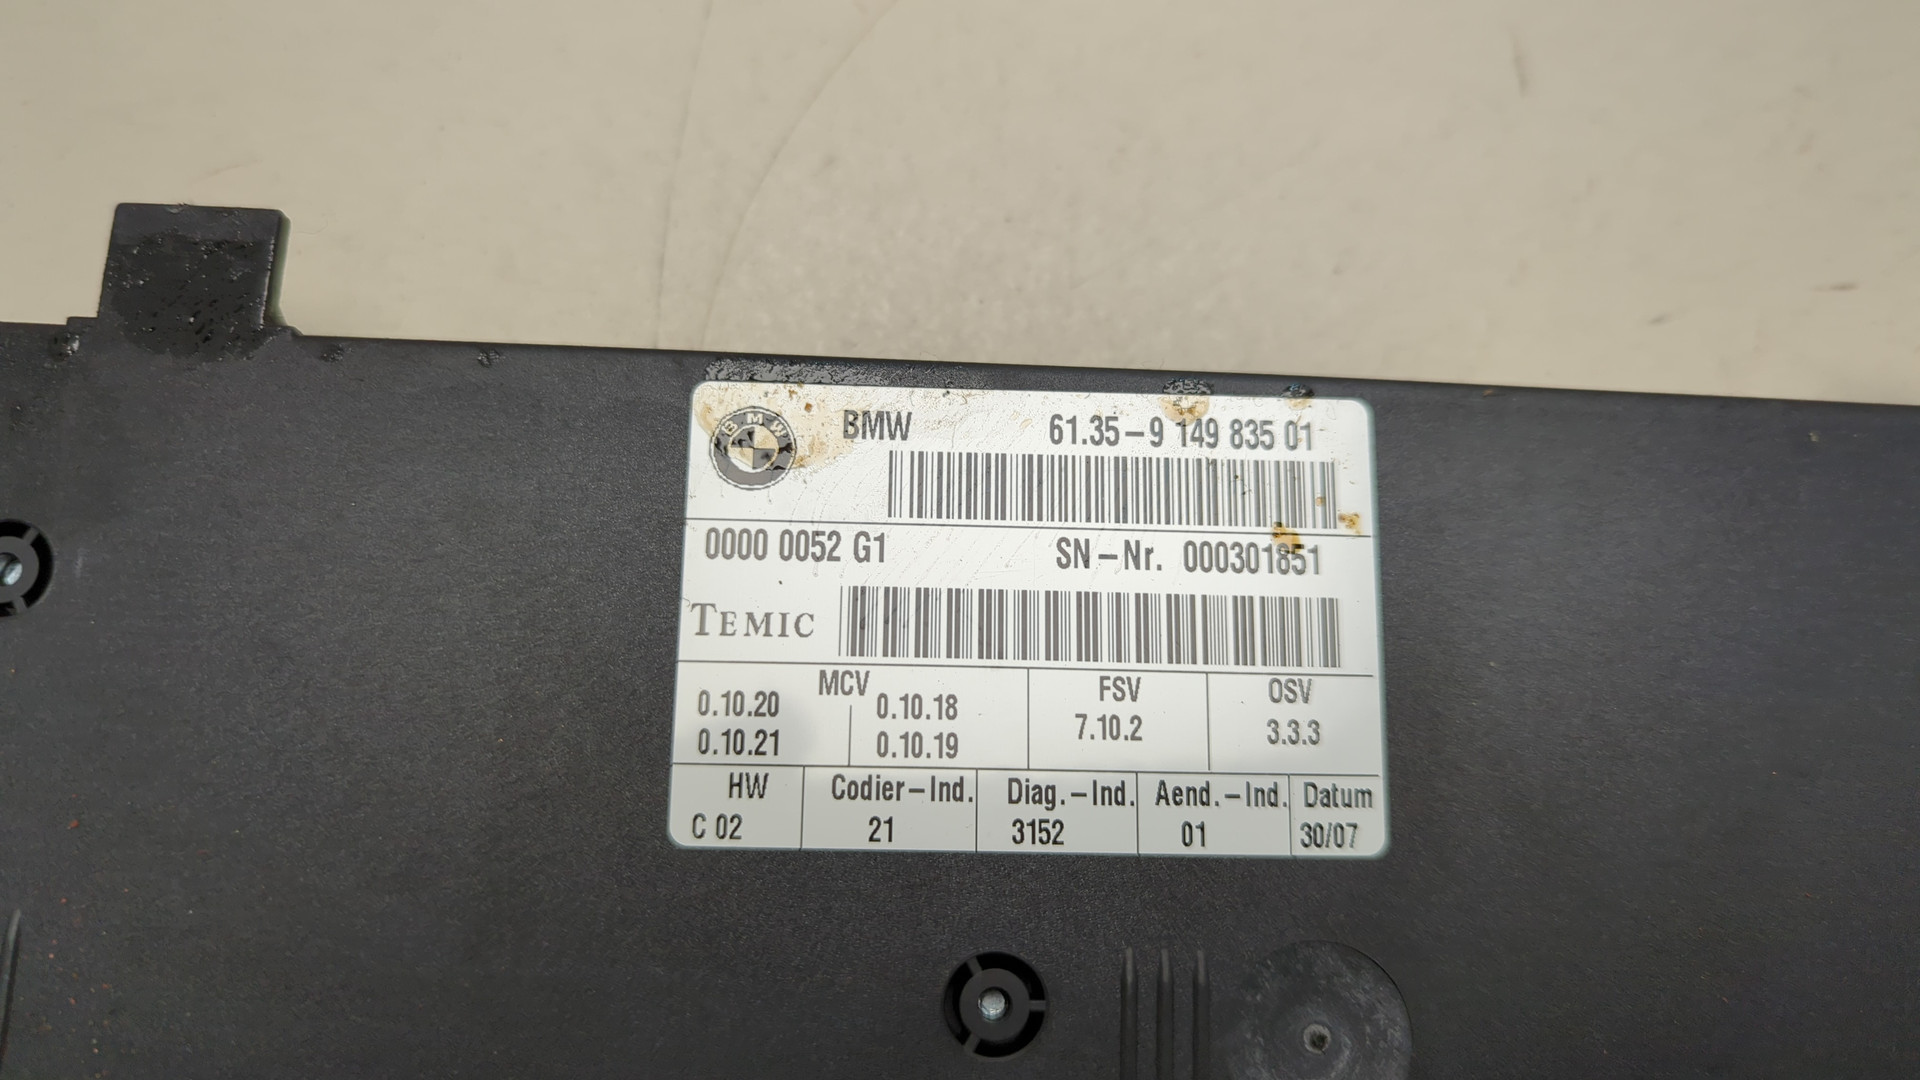 BMW
BMW 61.35-9 149 835 01
0000 0052 G1 SN-Nr. 000301851
TEMIC
MCV FSV OSV
0.10.20 0.10.18 7.10.2 3.3.3
0.10.21 0.10.19
HW Codier-Ind. Diag.-Ind. Aend.-Ind. Datum
C 02 21 3152 01 30/07